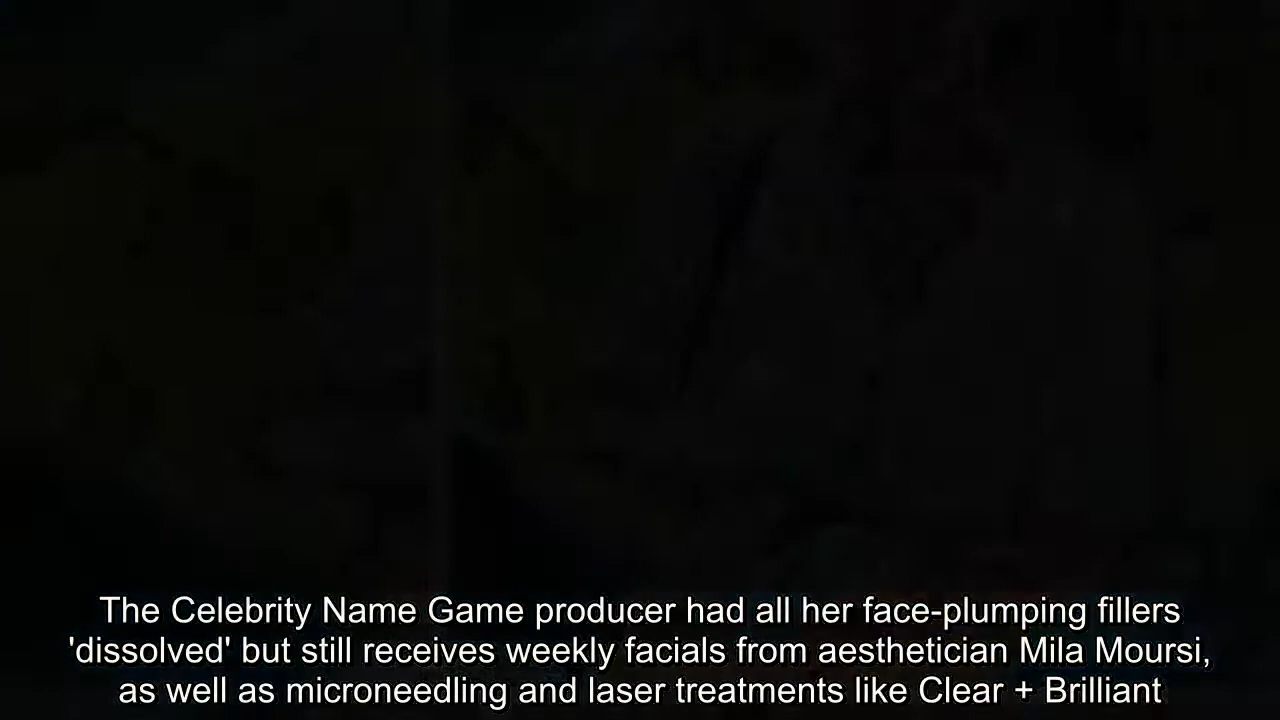 The Celebrity Name Game producer had all her face-plumping fillers
'dissolved' but still receives weekly facials from aesthetician Mila Moursi,
as well as microneedling and laser treatments like Clear + Brilliant